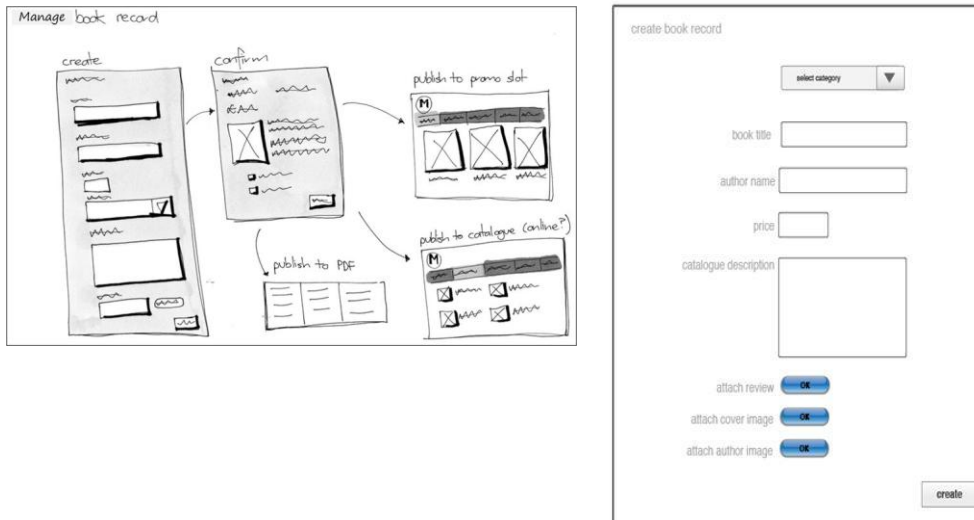 Manage book record
create
confirm
publish to promo slot
M
publish to PDF
publish to catalogue (online?)
M
create book record
select category
book title
author name
price
catalogue description
attach review
OK
attach cover image
OK
attach author image
OK
create